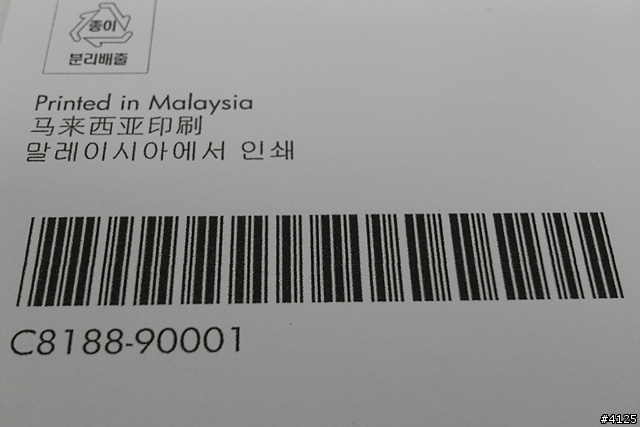 종이
분리배출
Printed in Malaysia
马来西亚印刷
말레이시아에서 인쇄
C8188-90001
#4125